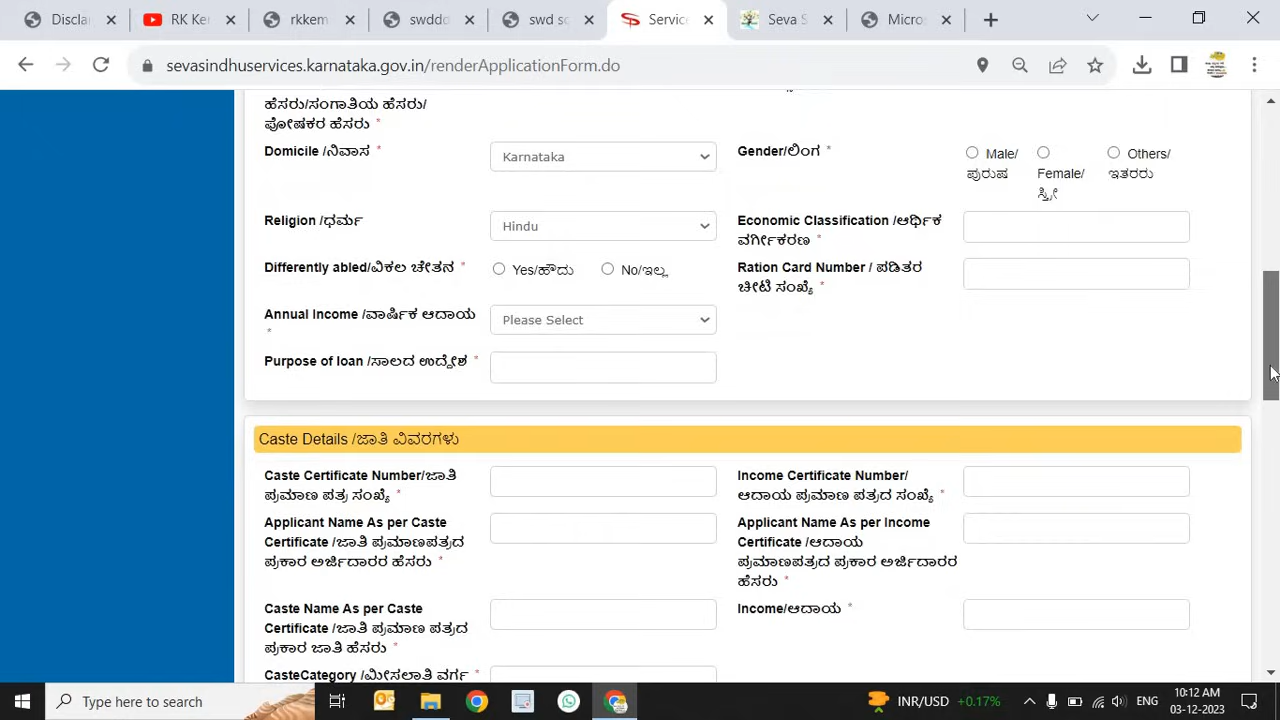 Disclai
RK Ker
rkkem
swddd
swd sc
Service
Seva S
Micros
sevasindhuservices.karnataka.gov.in/renderApplicationForm.do
ಹೆಸರು/ಸಂಗಾತಿಯ ಹೆಸರು/
ಪೋಷಕರ ಹೆಸರು *
Domicile /ನಿವಾಸ *
Karnataka
Gender/ಲಿಂಗ *
Male/
ಪುರುಷ
Female/
ಸ್ತ್ರೀ
Others/
ಇತರರು
Religion /ಧರ್ಮ
Hindu
Economic Classification /ಆರ್ಥಿಕ
ವರ್ಗೀಕರಣ *
Differently abled/ವಿಕಲ ಚೇತನ *
Yes/ಹೌದು
No/ಇಲ್ಲ
Ration Card Number / ಪಡಿತರ
ಚೀಟಿ ಸಂಖ್ಯೆ *
Annual Income /ವಾರ್ಷಿಕ ಆದಾಯ
*
Please Select
Purpose of loan /ಸಾಲದ ಉದ್ದೇಶ *
Caste Details /ಜಾತಿ ವಿವರಗಳು
Caste Certificate Number/ಜಾತಿ
ಪ್ರಮಾಣ ಪತ್ರ ಸಂಖ್ಯೆ *
Income Certificate Number/
ಆದಾಯ ಪ್ರಮಾಣ ಪತ್ರದ ಸಂಖ್ಯೆ *
Applicant Name As per Caste
Certificate /ಜಾತಿ ಪ್ರಮಾಣಪತ್ರದ
ಪ್ರಕಾರ ಅರ್ಜಿದಾರರ ಹೆಸರು *
Applicant Name As per Income
Certificate /ಆದಾಯ
ಪ್ರಮಾಣಪತ್ರದ ಪ್ರಕಾರ ಅರ್ಜಿದಾರರ
ಹೆಸರು *
Caste Name As per Caste
Certificate /ಜಾತಿ ಪ್ರಮಾಣ ಪತ್ರದ
ಪ್ರಕಾರ ಜಾತಿ ಹೆಸರು *
Income/ಆದಾಯ *
CasteCategory /ಮೀಸಲಾತಿ ವರ್ಗ *
Type here to search
INR/USD +0.17%
ENG
10:12 AM
03-12-2023